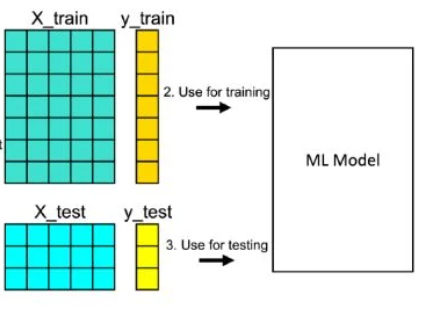 X_train y_train
2. Use for training
ML Model
X_test y_test
3. Use for testing